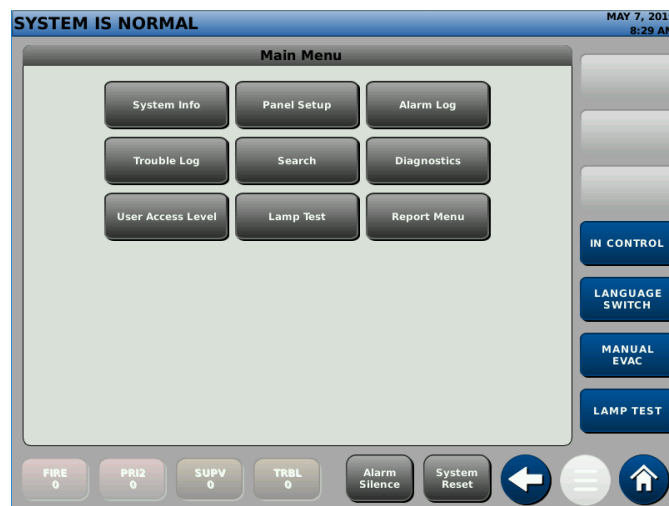 SYSTEM IS NORMAL
MAY 7, 201
8:29 AM
Main Menu
System Info
Panel Setup
Alarm Log
Trouble Log
Search
Diagnostics
User Access Level
Lamp Test
Report Menu
IN CONTROL
LANGUAGE
SWITCH
MANUAL
EVAC
LAMP TEST
FIRE
0
PRI2
0
SUPV
0
TRBL
0
Alarm
Silence
System
Reset